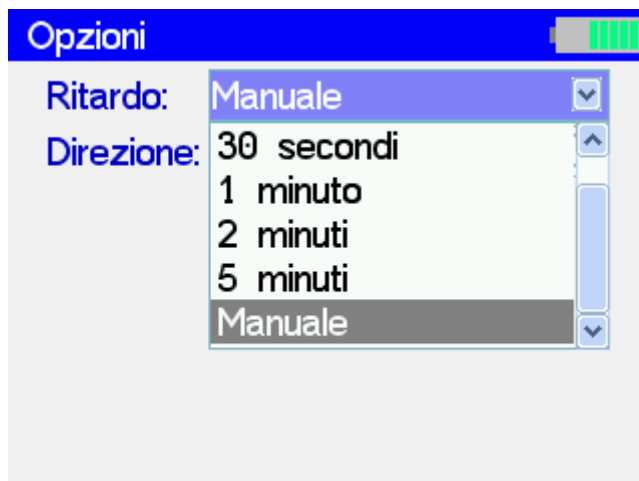 Opzioni
Ritardo: Manuale
Direzione:
30 secondi
1 minuto
2 minuti
5 minuti
Manuale